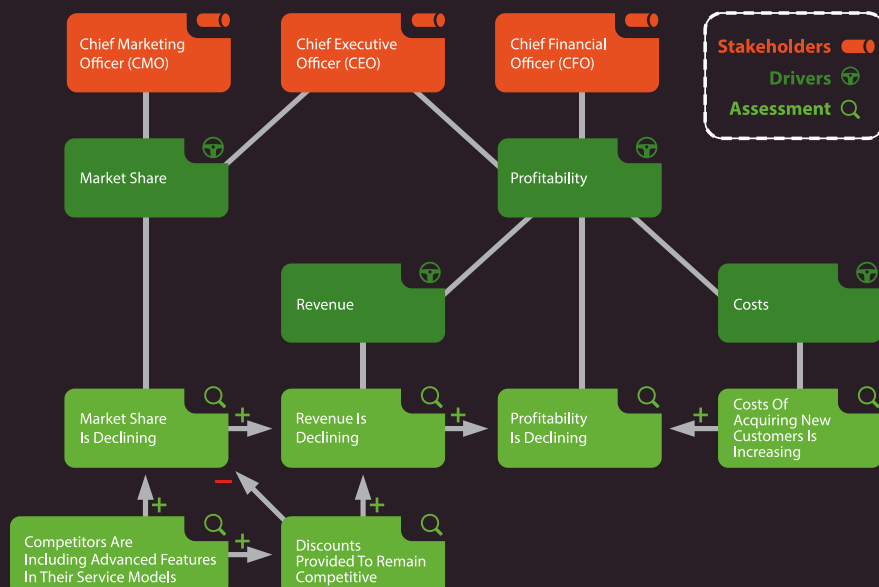 Chief Marketing
Officer (CMO)
Chief Executive
Officer (CEO)
Chief Financial
Officer (CFO)
Stakeholders
Drivers
Assessment
Market Share
Profitability
Revenue
Costs
Market Share
Is Declining
+
Revenue Is
Declining
+
Profitability
Is Declining
+
Costs Of
Acquiring New
Customers Is
Increasing
–
+
+
Competitors Are
Including Advanced Features
In Their Service Models
+
Discounts
Provided To Remain
Competitive